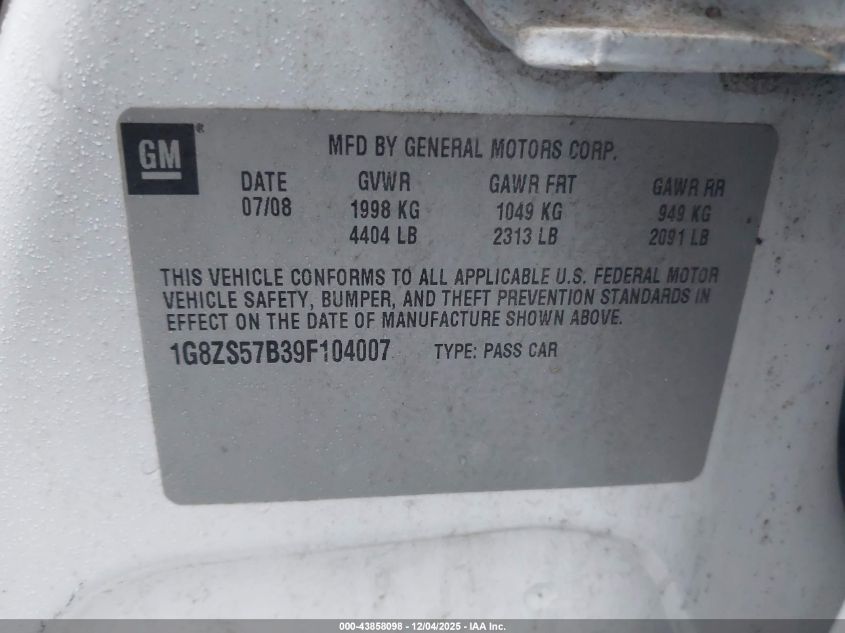 GM®
MFD BY GENERAL MOTORS CORP.
DATE GVWR GAWR FRT GAWR RR
07/08 1998 KG 1049 KG 949 KG
4404 LB 2313 LB 2091 LB
THIS VEHICLE CONFORMS TO ALL APPLICABLE U.S. FEDERAL MOTOR
VEHICLE SAFETY, BUMPER, AND THEFT PREVENTION STANDARDS IN
EFFECT ON THE DATE OF MANUFACTURE SHOWN ABOVE.
1G8ZS57B39F104007 TYPE: PASS CAR
000-43858098 - 12/04/2025 - IAA Inc.